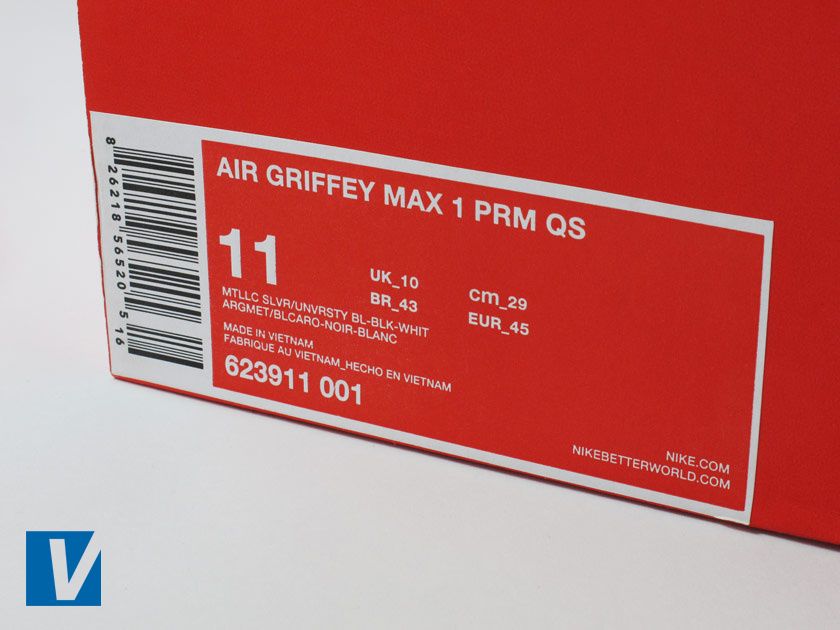 8 26218 56520 5 16
AIR GRIFFEY MAX 1 PRM QS
11
UK_10
BR_43
cm_29
EUR_45
MTLLC SLVR/UNVRSTY BL-BLK-WHIT
ARGMET/BLCARO-NOIR-BLANC
MADE IN VIETNAM
FABRIQUE AU VIETNAM_HECHO EN VIETNAM
623911 001
NIKE.COM
NIKEBETTERWORLD.COM
V